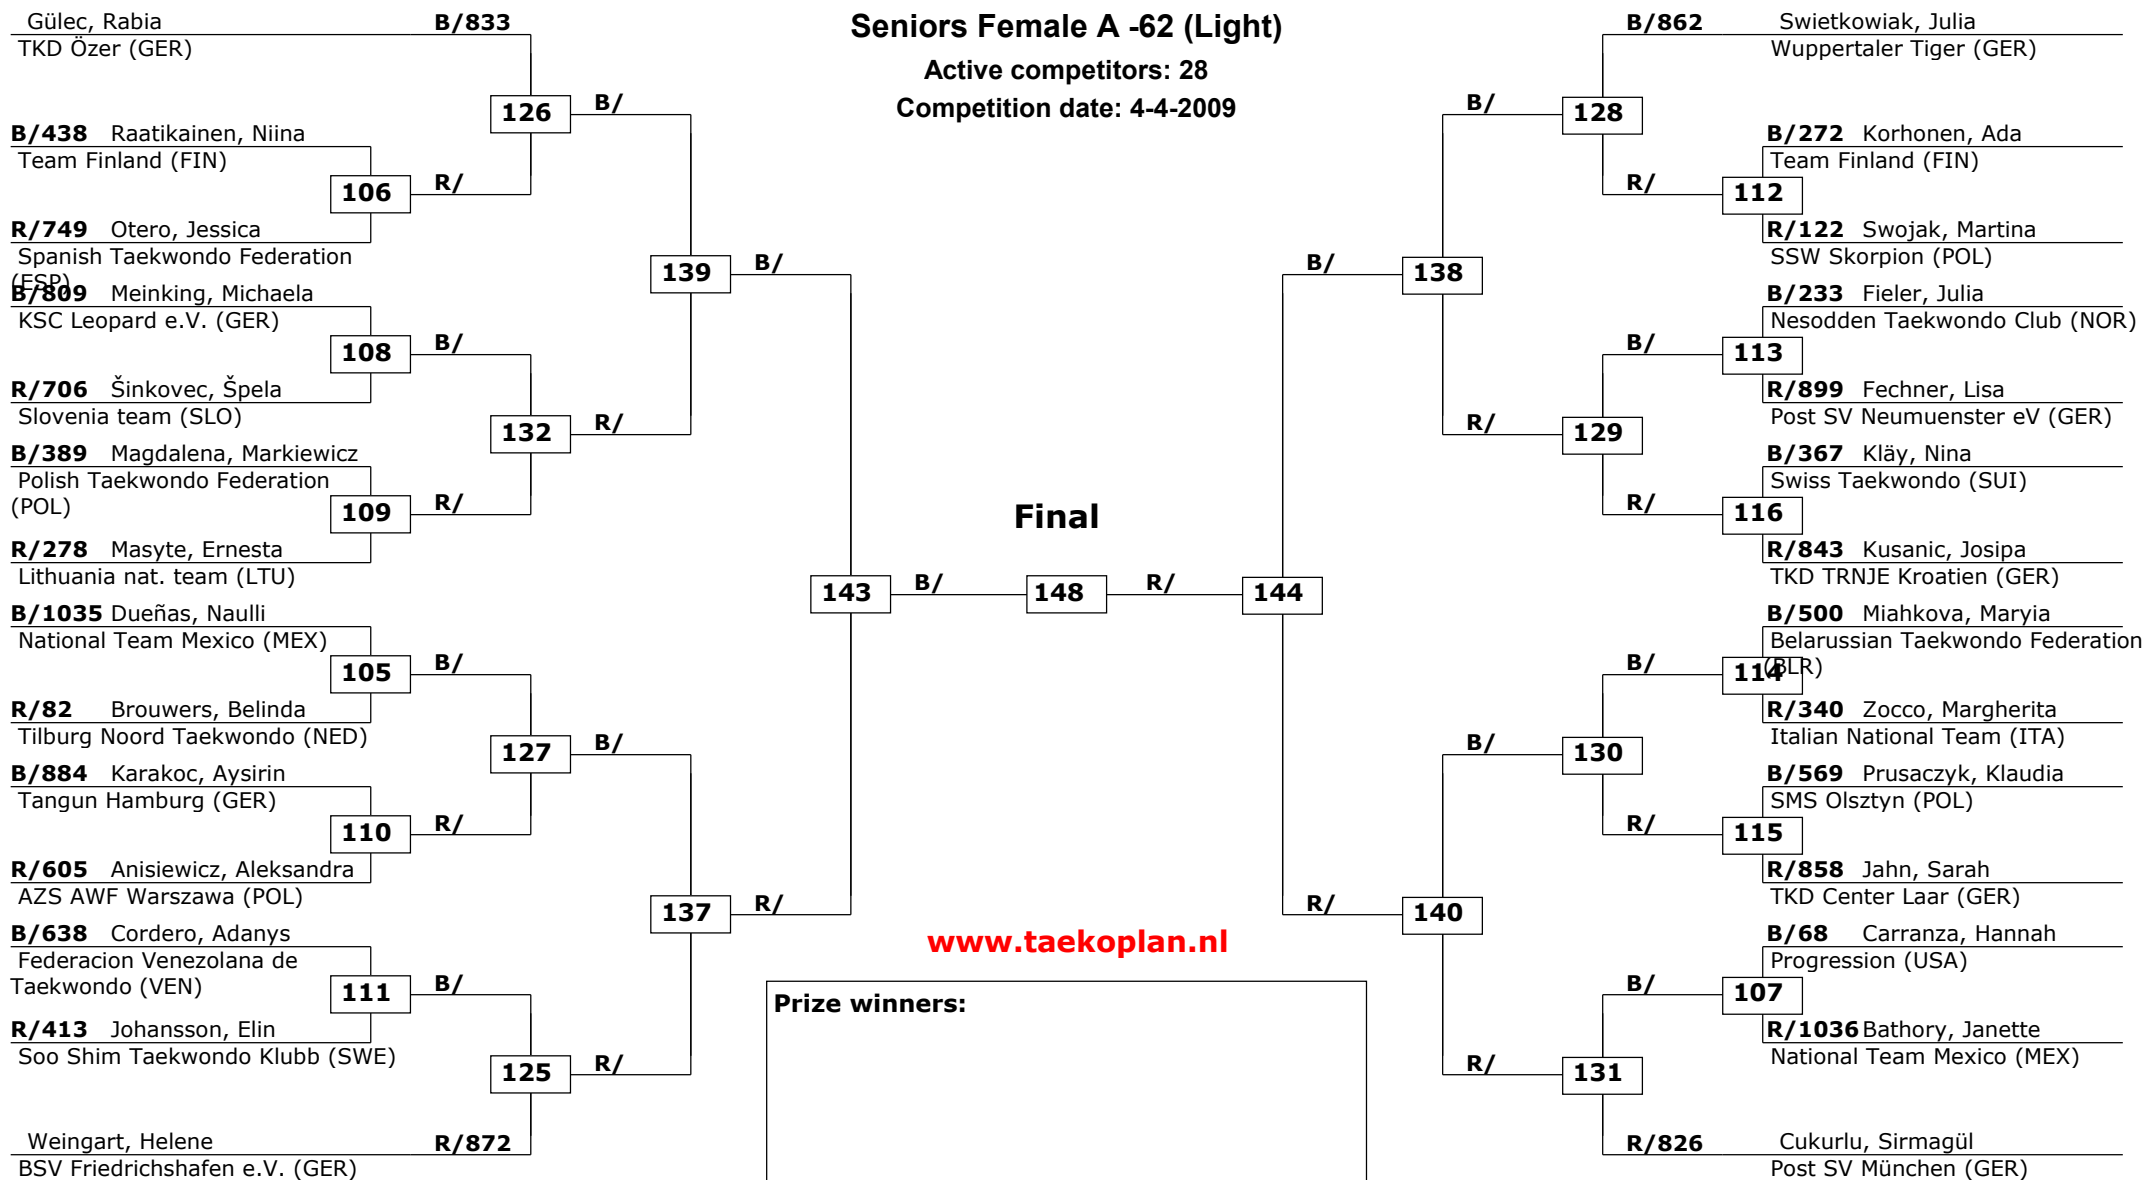 Seniors Female A -62 (Light)
Active competitors: 28
Competition date: 4-4-2009
Gülec, Rabia B/833
TKD Özer (GER)
126 B/
B/438 Raatikainen, Niina
Team Finland (FIN)
106 R/
R/749 Otero, Jessica
Spanish Taekwondo Federation
(ESP)
139 B/
B/809 Meinking, Michaela
KSC Leopard e.V. (GER)
108 B/
R/706 Šinkovec, Špela
Slovenia team (SLO)
132 R/
B/389 Magdalena, Markiewicz
Polish Taekwondo Federation
(POL)
109 R/
R/278 Masyte, Ernesta
Lithuania nat. team (LTU)
143 B/
B/1035 Dueñas, Naulli
National Team Mexico (MEX)
105 B/
R/82 Brouwers, Belinda
Tilburg Noord Taekwondo (NED)
127 B/
B/884 Karakoc, Aysirin
Tangun Hamburg (GER)
110 R/
R/605 Anisiewicz, Aleksandra
AZS AWF Warszawa (POL)
137 R/
B/638 Cordero, Adanys
Federacion Venezolana de
Taekwondo (VEN)
111 B/
R/413 Johansson, Elin
Soo Shim Taekwondo Klubb (SWE)
125 R/
Weingart, Helene R/872
BSV Friedrichshafen e.V. (GER)
Final
148
www.taekoplan.nl
Prize winners:
B/862 Swietkowiak, Julia
Wuppertaler Tiger (GER)
B/ 128
B/272 Korhonen, Ada
Team Finland (FIN)
R/ 112
R/122 Swojak, Martina
SSW Skorpion (POL)
B/ 138
B/233 Fieler, Julia
Nesodden Taekwondo Club (NOR)
B/ 113
R/899 Fechner, Lisa
Post SV Neumuenster eV (GER)
R/ 129
B/367 Kläy, Nina
Swiss Taekwondo (SUI)
R/ 116
R/843 Kusanic, Josipa
TKD TRNJE Kroatien (GER)
R/ 144
B/500 Miahkova, Maryia
Belarussian Taekwondo Federation
(BLR)
B/ 114
R/340 Zocco, Margherita
Italian National Team (ITA)
B/ 130
B/569 Prusaczyk, Klaudia
SMS Olsztyn (POL)
R/ 115
R/858 Jahn, Sarah
TKD Center Laar (GER)
R/ 140
B/68 Carranza, Hannah
Progression (USA)
B/ 107
R/1036 Bathory, Janette
National Team Mexico (MEX)
R/ 131
R/826 Cukurlu, Sirmagül
Post SV München (GER)